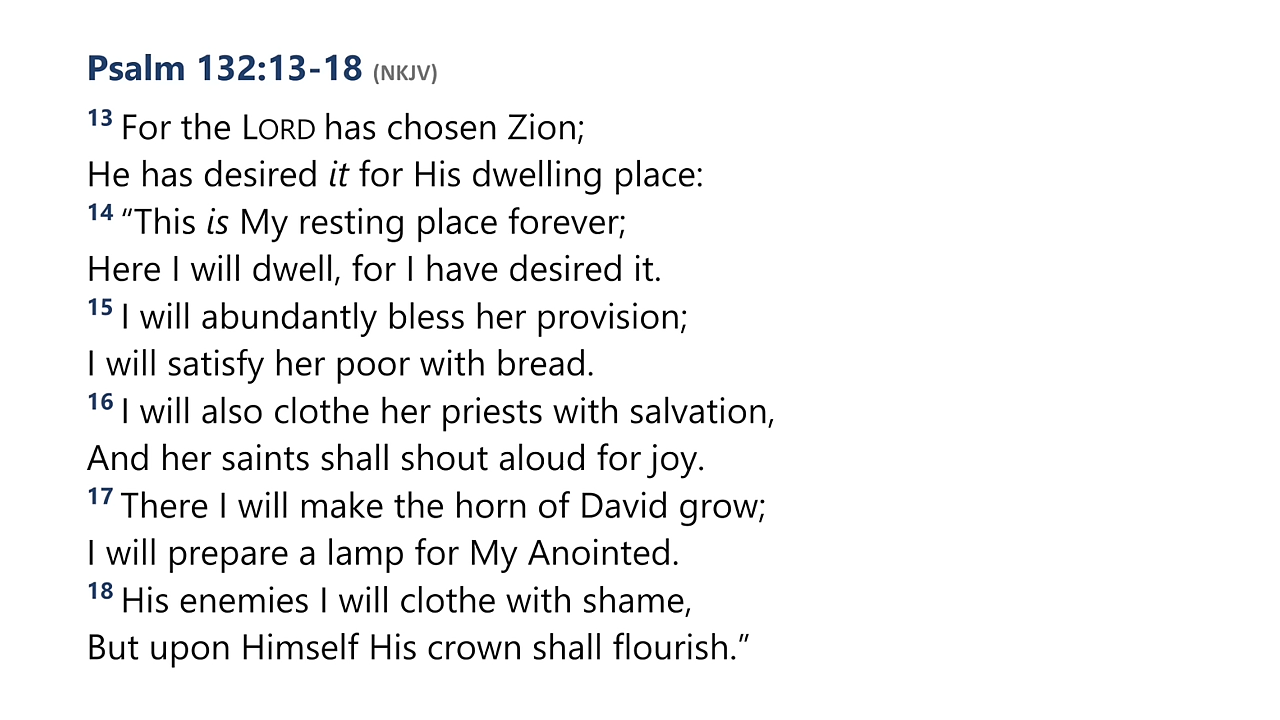 Psalm 132:13-18 (NKJV)
13 For the LORD has chosen Zion;
He has desired it for His dwelling place:
14 “This is My resting place forever;
Here I will dwell, for I have desired it.
15 I will abundantly bless her provision;
I will satisfy her poor with bread.
16 I will also clothe her priests with salvation,
And her saints shall shout aloud for joy.
17 There I will make the horn of David grow;
I will prepare a lamp for My Anointed.
18 His enemies I will clothe with shame,
But upon Himself His crown shall flourish.”